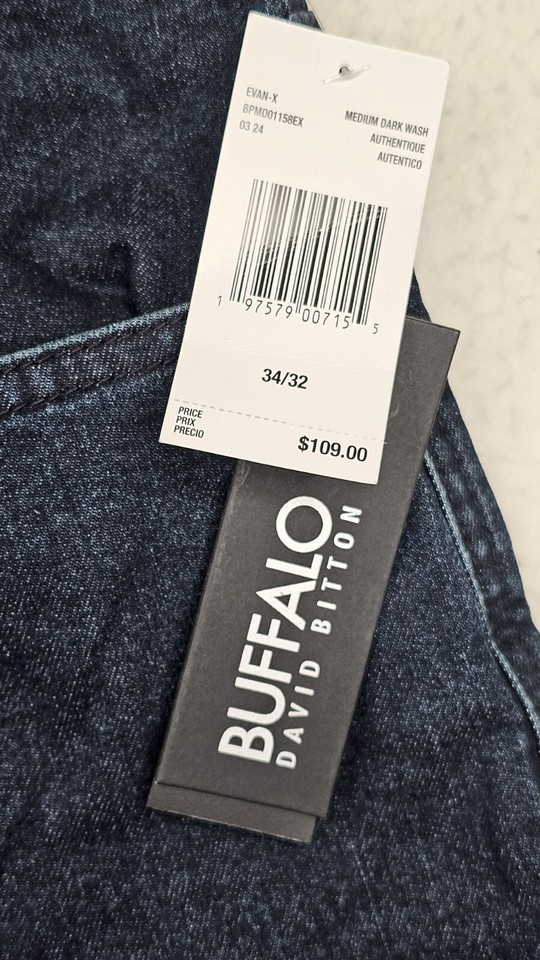 EVAN-X
BPMD01158EX
03 24
MEDIUM DARK WASH
AUTHENTIQUE
AUTENTICO
1 97579 00715 5
34/32
PRICE
PRIX
PRECIO
$109.00
BUFFALO
DAVID BITTON